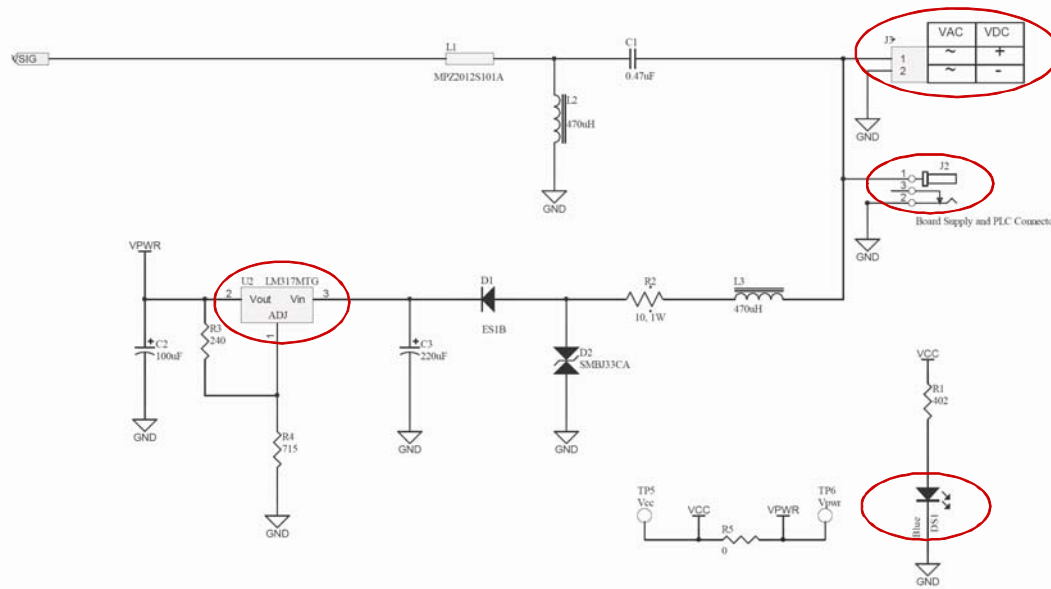 VSIG
L1
MPZ2012S101A
C1
0.47uF
L2
470uH
GND
J3
VAC VDC
1 ~ +
2 ~ -
GND
J2
1
3
2
Board Supply and PLC Connecto
GND
VPWR
U2 LM317MTG
2 Vout Vin 3
ADJ
1
R3
240
C2
100uF
GND
R4
715
GND
C3
220uF
GND
D1
ES1B
D2
SMBJ33CA
GND
R2
10, 1W
L3
470uH
VCC
R1
402
Blue
DS1
GND
TP5
Vcc
VCC
R5
0
VPWR
TP6
Vpwr